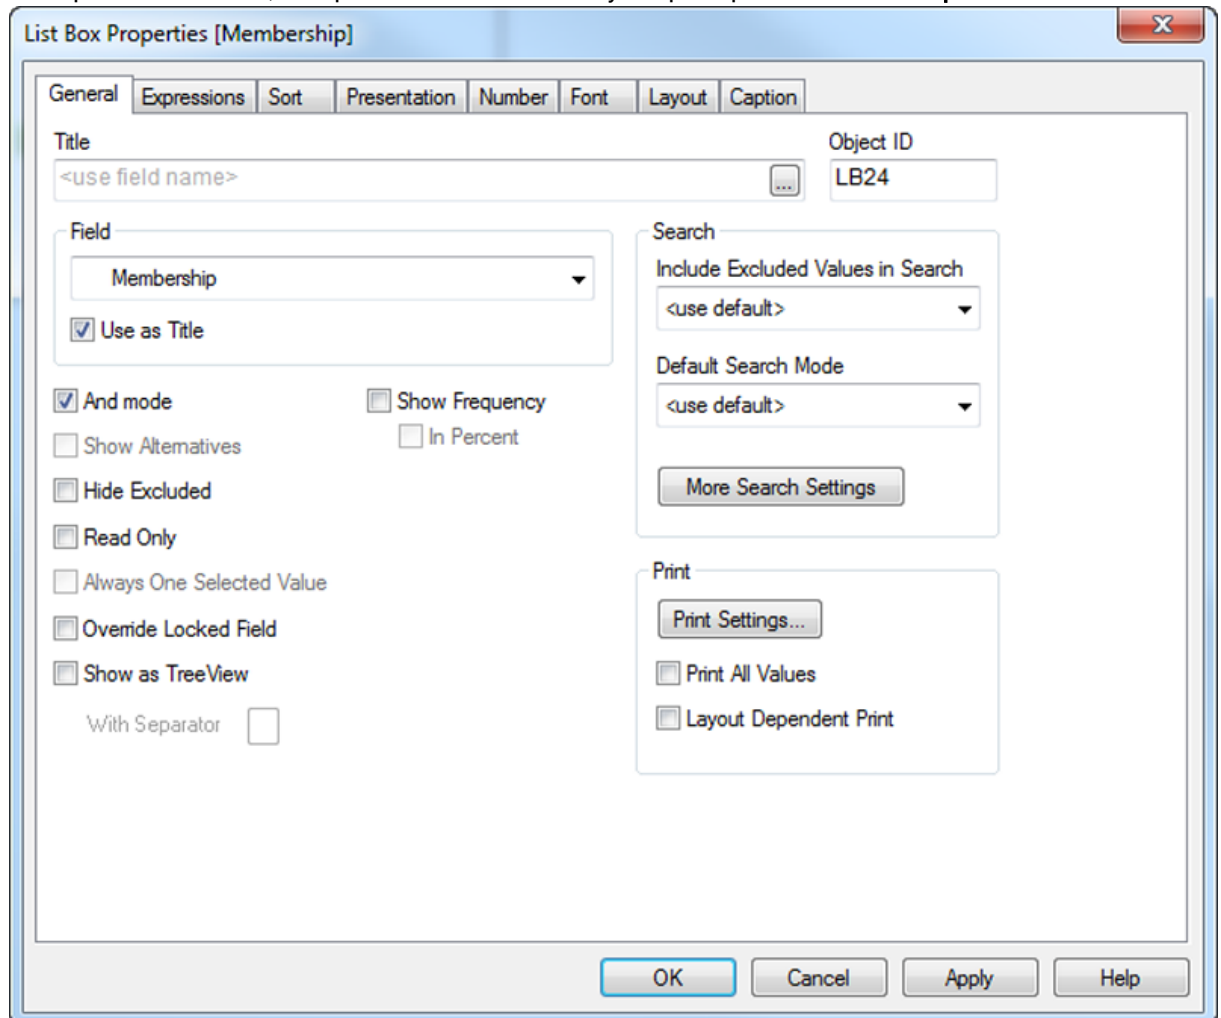 List Box Properties [Membership]
General Expressions Sort Presentation Number Font Layout Caption
Title
Object ID
<use field name>
...
LB24
Field
Membership
Use as Title
Search
Include Excluded Values in Search
<use default>
Default Search Mode
<use default>
More Search Settings
And mode
Show Frequency
In Percent
Show Alternatives
Hide Excluded
Read Only
Always One Selected Value
Override Locked Field
Show as TreeView
With Separator
Print
Print Settings...
Print All Values
Layout Dependent Print
OK Cancel Apply Help